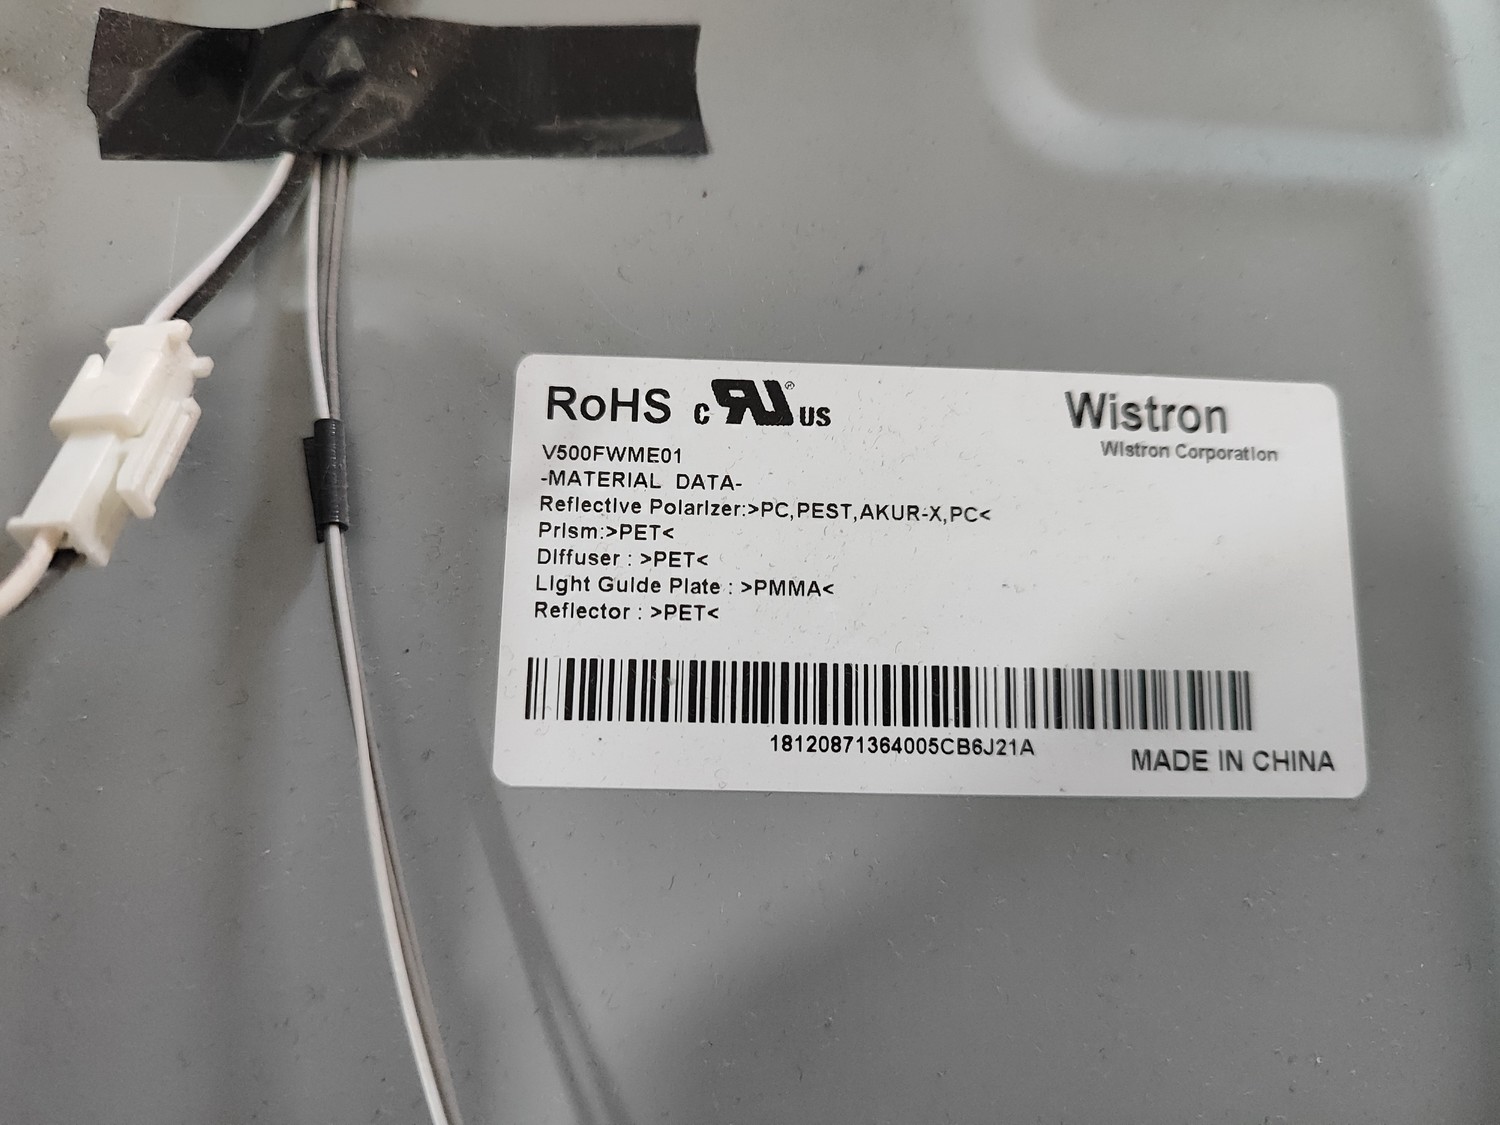 RoHS c RU ® US
Wistron
Wistron Corporation
V500FWME01
-MATERIAL DATA-
Reflective Polarizer:>PC,PEST,AKUR-X,PC<
Prism:>PET<
Diffuser : >PET<
Light Guide Plate : >PMMA<
Reflector : >PET<
18120871364005CB6J21A
MADE IN CHINA